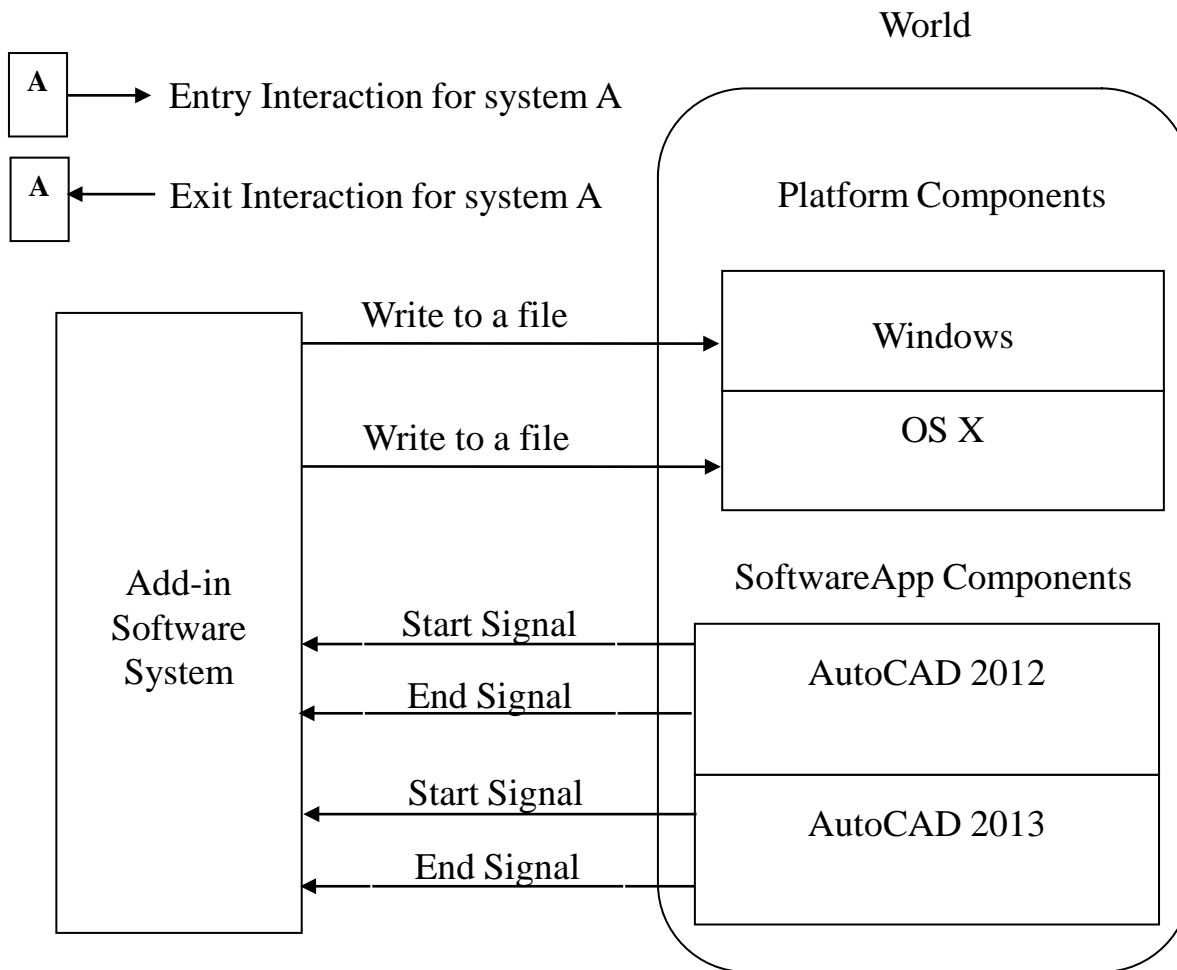 World
A
Entry Interaction for system A
A
Exit Interaction for system A
Platform Components
Write to a file
Windows
Write to a file
OS X
SoftwareApp Components
Add-in
Software
System
Start Signal
AutoCAD 2012
End Signal
Start Signal
AutoCAD 2013
End Signal